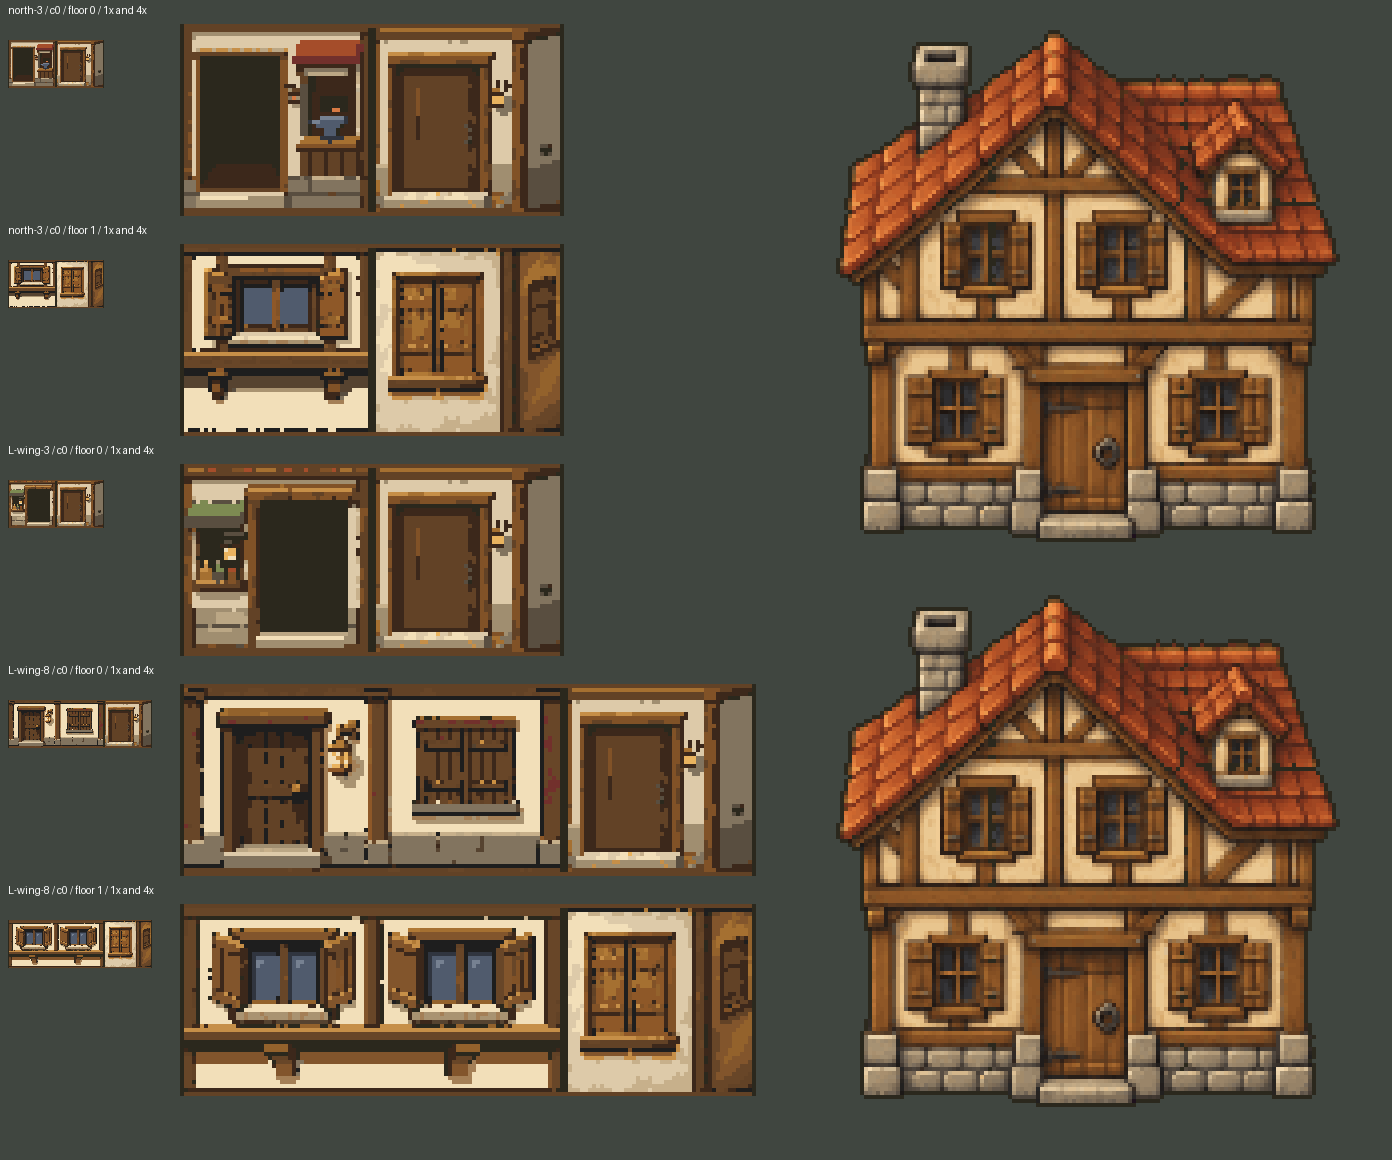 north-3 / c0 / floor 0 / 1x and 4x
north-3 / c0 / floor 1 / 1x and 4x
L-wing-3 / c0 / floor 0 / 1x and 4x
L-wing-8 / c0 / floor 0 / 1x and 4x
L-wing-8 / c0 / floor 1 / 1x and 4x